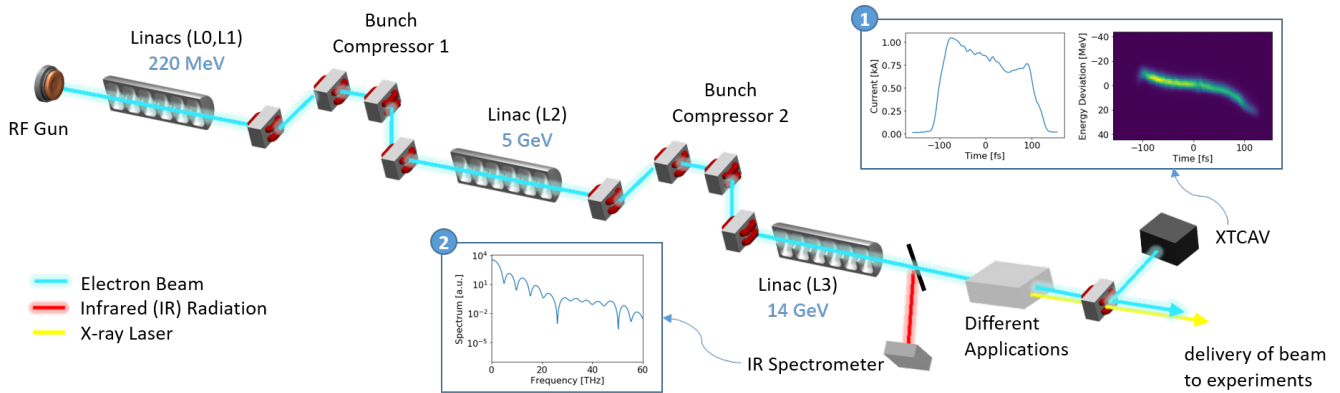 Linacs (L0,L1)
220 MeV
RF Gun
Bunch
Compressor 1
Linac (L2)
5 GeV
Bunch
Compressor 2
1
1.00
0.75
0.50
0.25
0.00
Current [kA]
−100
0
100
Time [fs]
−40
−20
0
20
40
Energy Deviation [MeV]
−100
0
100
Time [fs]
XTCAV
2
10⁴
10¹
10⁻²
10⁻⁵
Spectrum [a.u.]
0
20
40
60
Frequency [THz]
IR Spectrometer
Linac (L3)
14 GeV
Different
Applications
delivery of beam
to experiments
Electron Beam
Infrared (IR) Radiation
X-ray Laser